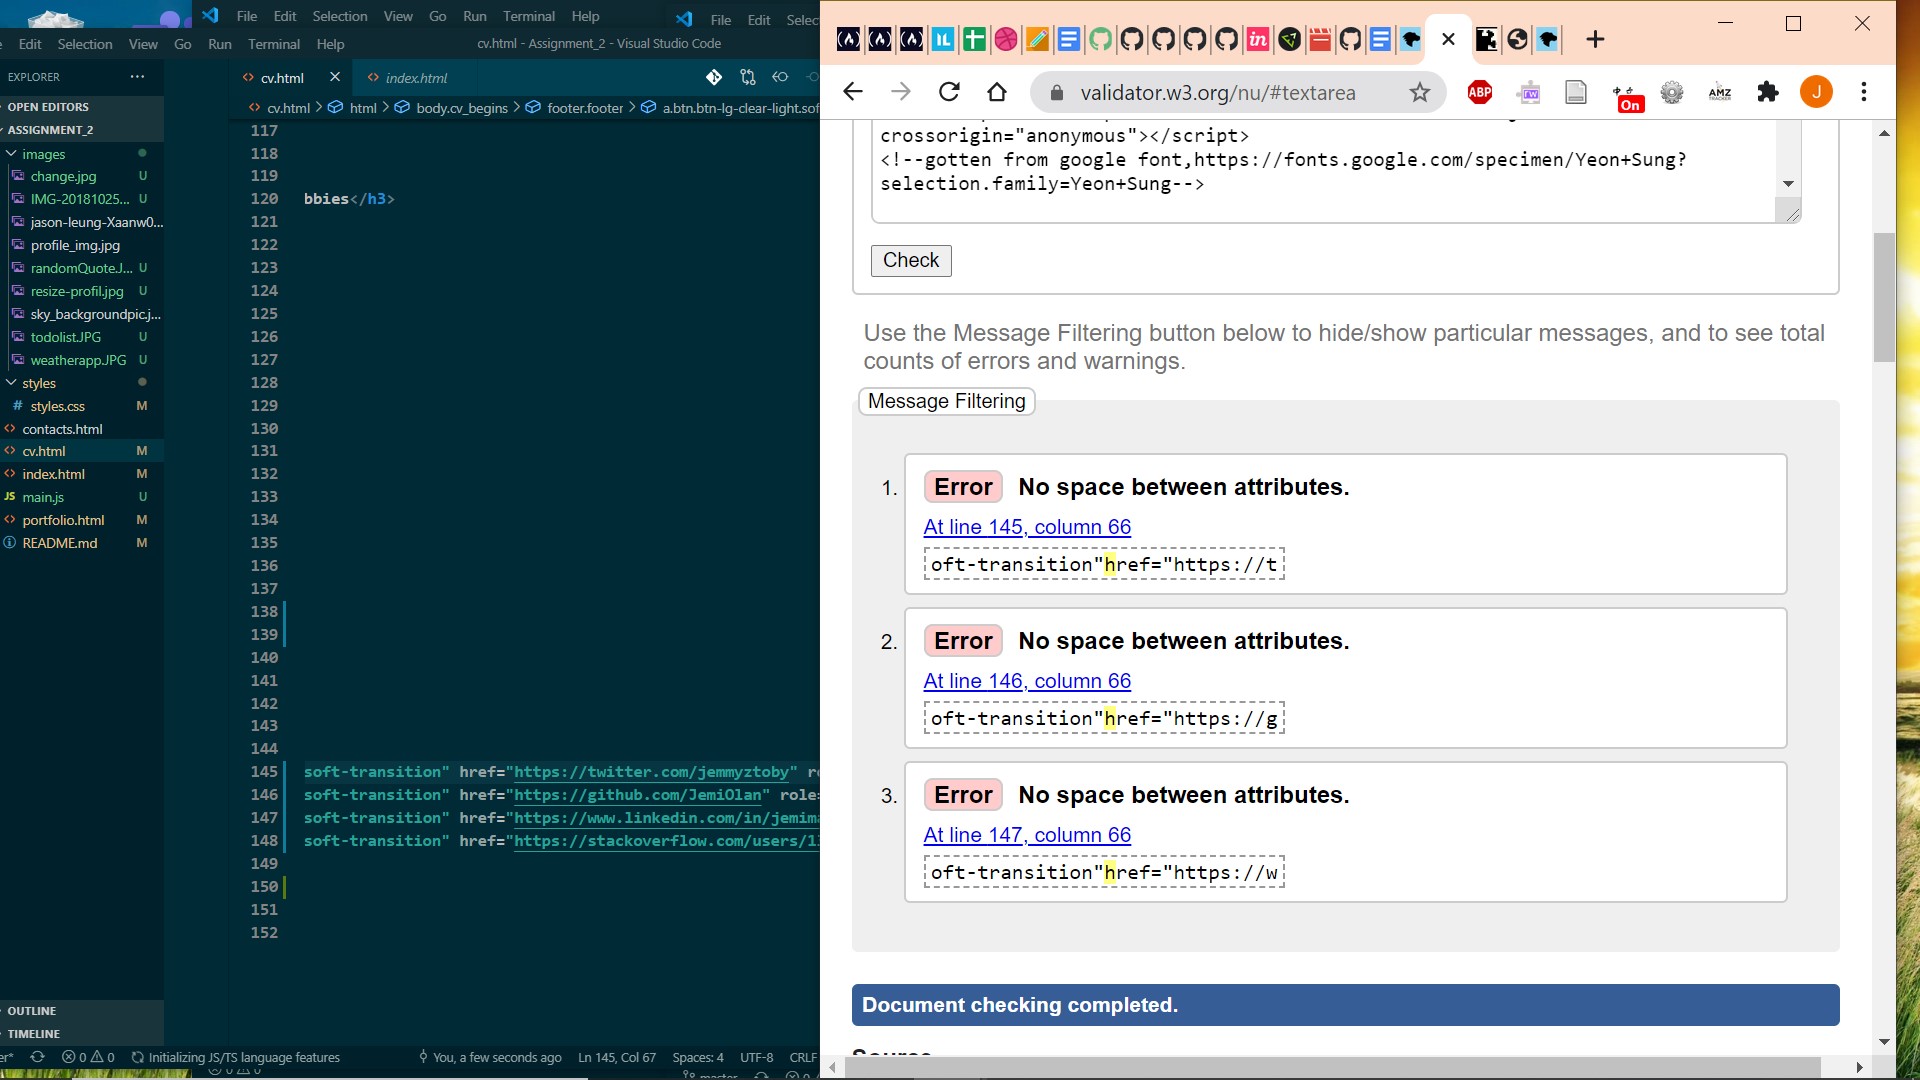 File Edit Selection View Go Run Terminal Help
File Edit
Edit Selection View Go Run Terminal Help
cv.html - Assignment_2 - Visual Studio Code
EXPLORER ...
OPEN EDITORS
ASSIGNMENT_2
images
change.jpg U
IMG-20181025... U
jason-leung-Xaanw0...
profile_img.jpg
randomQuote.J... U
resize-profil.jpg U
sky_backgroundpic.j...
todolist.JPG U
weatherapp.JPG U
styles
# styles.css M
contacts.html
cv.html M
index.html M
JS main.js U
portfolio.html M
README.md M
OUTLINE
TIMELINE
cv.html
index.html
cv.html > html > body.cv_begins > footer.footer > a.btn.btn-lg-clear-light.sof
117
118
119
120 bbies</h3>
121
122
123
124
125
126
127
128
129
130
131
132
133
134
135
136
137
138
139
140
141
142
143
144
145 soft-transition" href="https://twitter.com/jemmyztoby"
146 soft-transition" href="https://github.com/JemiOlan" role=
147 soft-transition" href="https://www.linkedin.com/in/jemima
148 soft-transition" href="https://stackoverflow.com/users/1
149
150
151
152
0 0 Initializing JS/TS language features You, a few seconds ago Ln 145, Col 67 Spaces: 4 UTF-8 CRLF
validator.w3.org/nu/#textarea
ABP
On
AMZ
J
crossorigin="anonymous"></script>
<!--gotten from google font,https://fonts.google.com/specimen/Yeon+Sung?
selection.family=Yeon+Sung-->
Check
Use the Message Filtering button below to hide/show particular messages, and to see total
counts of errors and warnings.
Message Filtering
1. Error No space between attributes.
At line 145, column 66
oft-transition"href="https://t
2. Error No space between attributes.
At line 146, column 66
oft-transition"href="https://g
3. Error No space between attributes.
At line 147, column 66
oft-transition"href="https://w
Document checking completed.